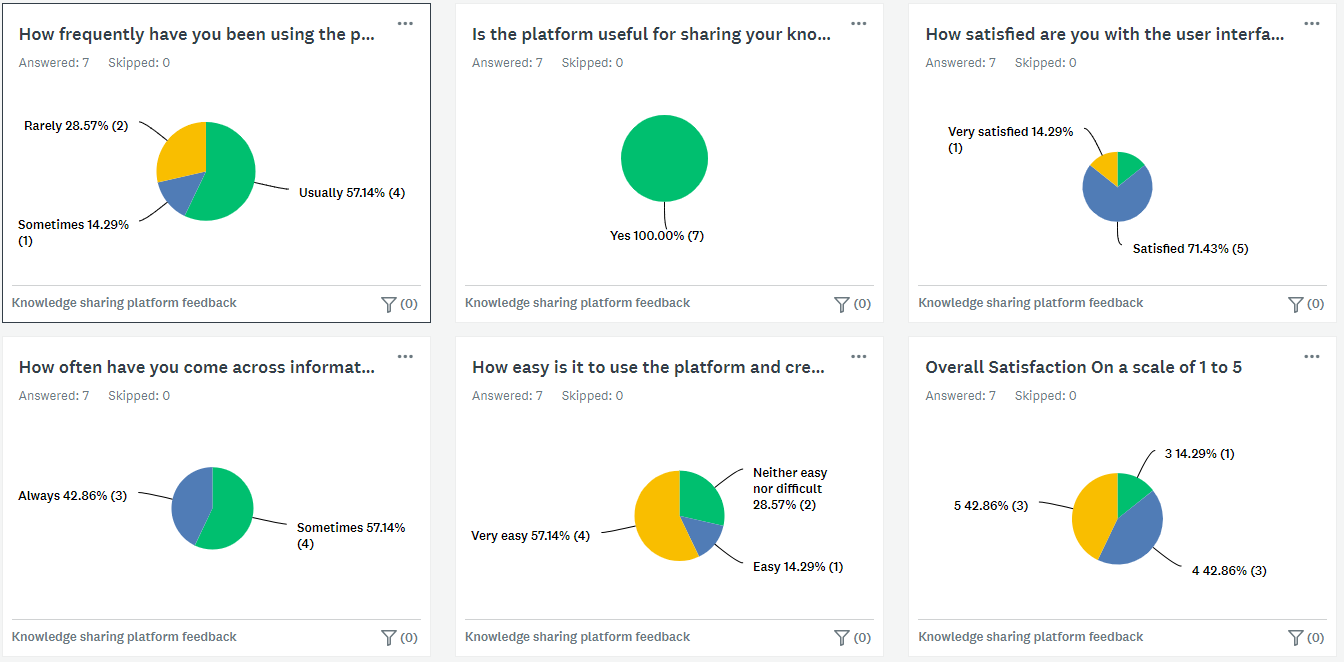 How frequently have you been using the p...
Answered: 7 Skipped: 0
Rarely 28.57% (2)
Usually 57.14% (4)
Sometimes 14.29%
(1)
Knowledge sharing platform feedback
(0)
Is the platform useful for sharing your kno...
Answered: 7 Skipped: 0
Yes 100.00% (7)
Knowledge sharing platform feedback
(0)
How satisfied are you with the user interfa...
Answered: 7 Skipped: 0
Very satisfied 14.29%
(1)
Satisfied 71.43% (5)
Knowledge sharing platform feedback
(0)
How often have you come across informat...
Answered: 7 Skipped: 0
Always 42.86% (3)
Sometimes 57.14%
(4)
Knowledge sharing platform feedback
(0)
How easy is it to use the platform and cre...
Answered: 7 Skipped: 0
Neither easy
nor difficult
28.57% (2)
Very easy 57.14% (4)
Easy 14.29% (1)
Knowledge sharing platform feedback
(0)
Overall Satisfaction On a scale of 1 to 5
Answered: 7 Skipped: 0
3 14.29% (1)
5 42.86% (3)
4 42.86% (3)
Knowledge sharing platform feedback
(0)